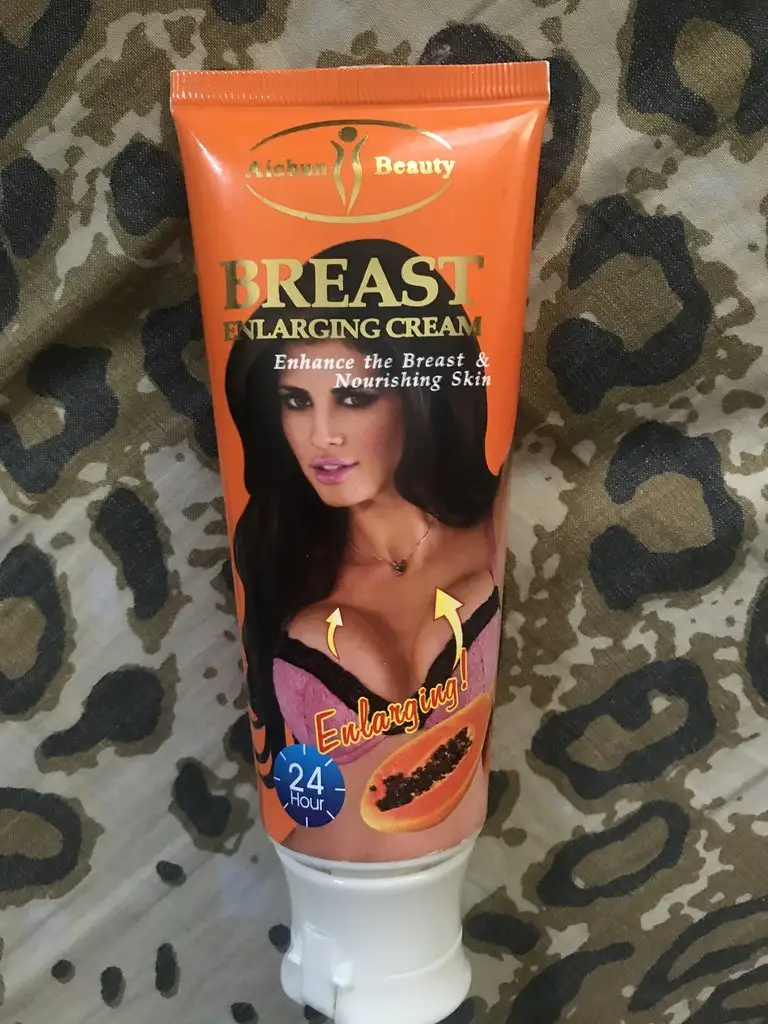 Aichun Beauty
BREAST
ENLARGING CREAM
Enhance the Breast &
Nourishing Skin
Enlarging!
24
Hour